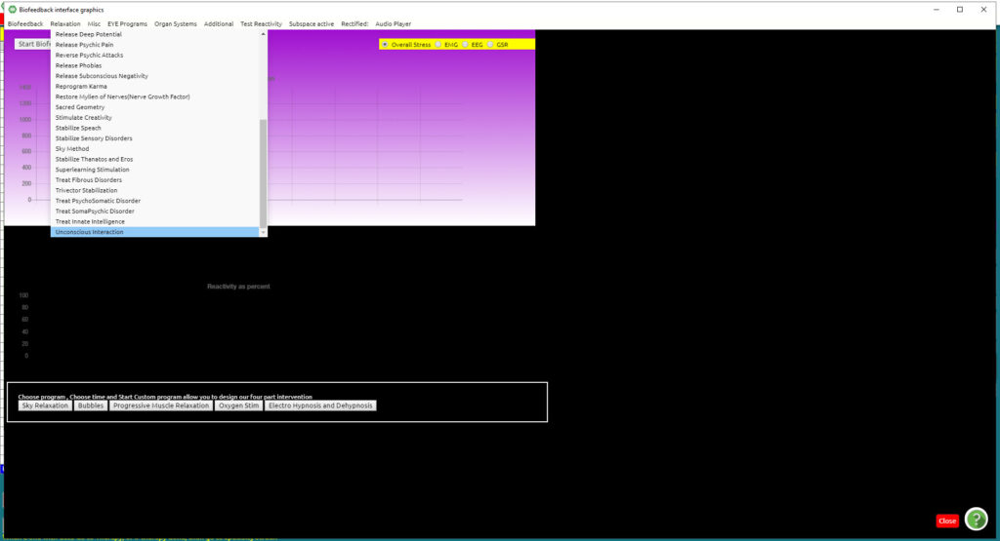 Biofeedback interface graphics
Biofeedback Relaxation Misc EYE Programs Organ Systems Additional Test Reactivity Subspace active Rectified: Audio Player
Release Deep Potential
Start Biof
Overall Stress EMG EEG GSR
Release Psychic Pain
Reverse Psychic Attacks
Release Phobias
Release Subconscious Negativity
Reprogram Karma
Restore Myllen of Nerves(Nerve Growth Factor)
Sacred Geometry
Stimulate Creativity
Stabilize Speach
Stabilize Sensory Disorders
Sky Method
Stabilize Thanatos and Eros
Superlearning Stimulation
Treat Fibrous Disorders
Trivector Stabilization
Treat PsychoSomatic Disorder
Treat SomaPsychic Disorder
Treat Innate Intelligence
Unconscious Interaction
1400
1200
1000
800
600
400
200
0
Reactivity as percent
100
80
60
40
20
0
Choose program , Choose time and Start Custom program allow you to design our four part intervention
Sky Relaxation Bubbles Progressive Muscle Relaxation Oxygen Stim Electro Hypnosis and Dehypnosis
Close ?